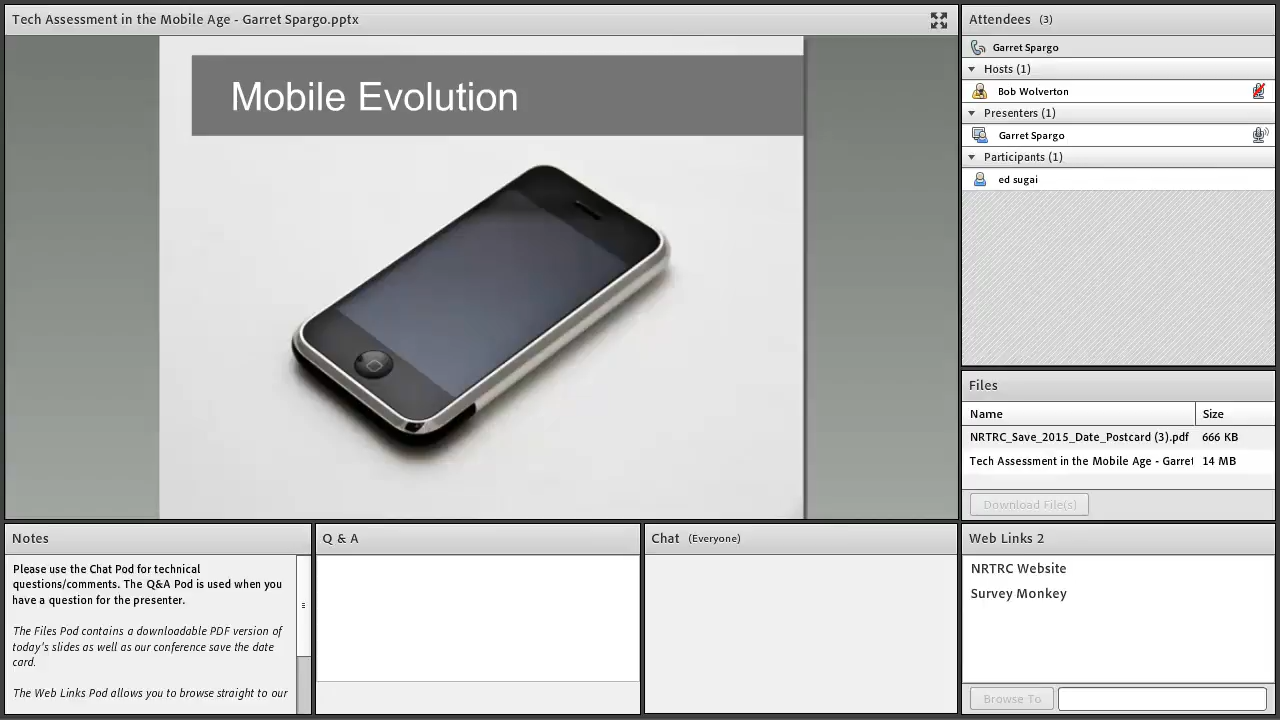 Tech Assessment in the Mobile Age - Garret Spargo.pptx
Mobile Evolution
Attendees (3)
Garret Spargo
Hosts (1)
Bob Wolverton
Presenters (1)
Garret Spargo
Participants (1)
ed sugai
Files
Name Size
NRTRC_Save_2015_Date_Postcard (3).pdf 666 KB
Tech Assessment in the Mobile Age - Garret 14 MB
Download File(s)
Notes
Please use the Chat Pod for technical
questions/comments. The Q&A Pod is used when you
have a question for the presenter.
The Files Pod contains a downloadable PDF version of
today's slides as well as our conference save the date
card.
The Web Links Pod allows you to browse straight to our
Q & A
Chat (Everyone)
Web Links 2
NRTRC Website
Survey Monkey
Browse To